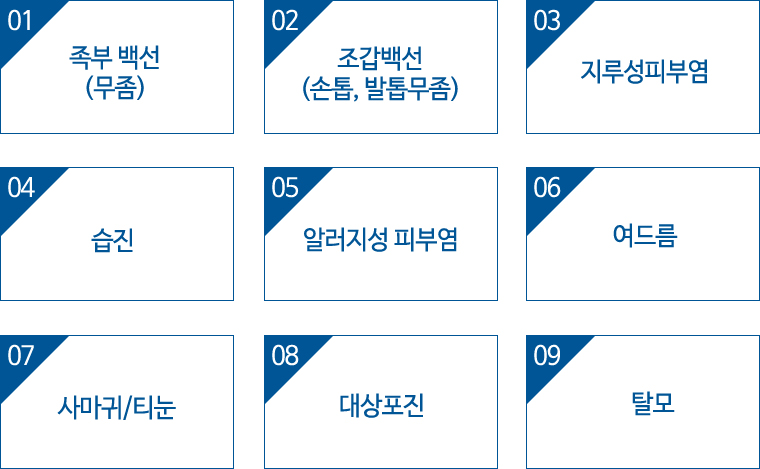 01
족부 백선
(무좀)
02
조갑백선
(손톱, 발톱무좀)
03
지루성피부염
04
습진
05
알러지성 피부염
06
여드름
07
사마귀/티눈
08
대상포진
09
탈모